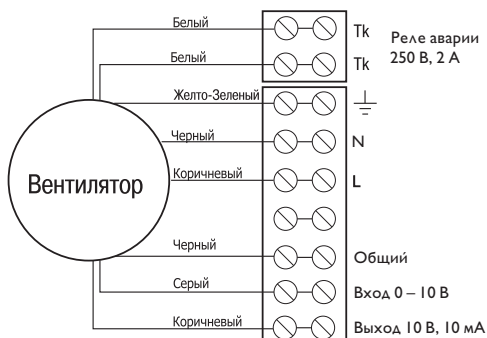 Белый
Tk
Реле аварии
250 В, 2 А
Белый
Tk
Желто-Зеленый
Черный
N
Коричневый
L
Вентилятор
Черный
Общий
Серый
Вход 0 – 10 В
Коричневый
Выход 10 В, 10 мА